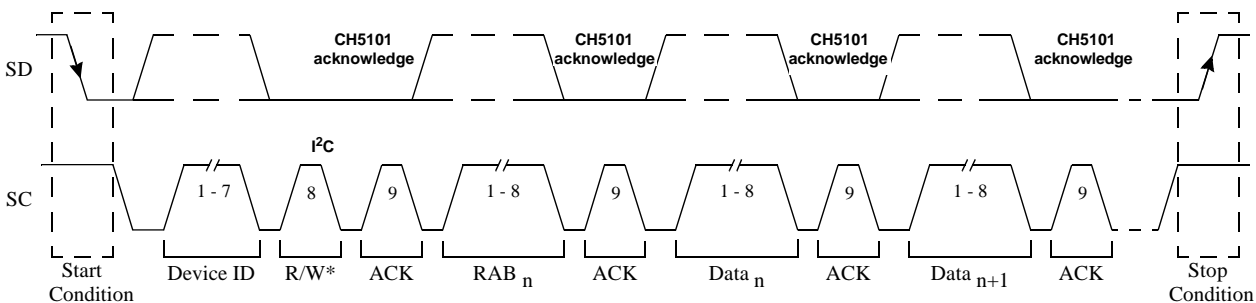 SD
CH5101
acknowledge
CH5101
acknowledge
CH5101
acknowledge
CH5101
acknowledge
I²C
SC
1 - 7
8
9
1 - 8
9
1 - 8
9
1 - 8
9
Start
Condition
Device ID
R/W*
ACK
RAB n
ACK
Data n
ACK
Data n+1
ACK
Stop
Condition